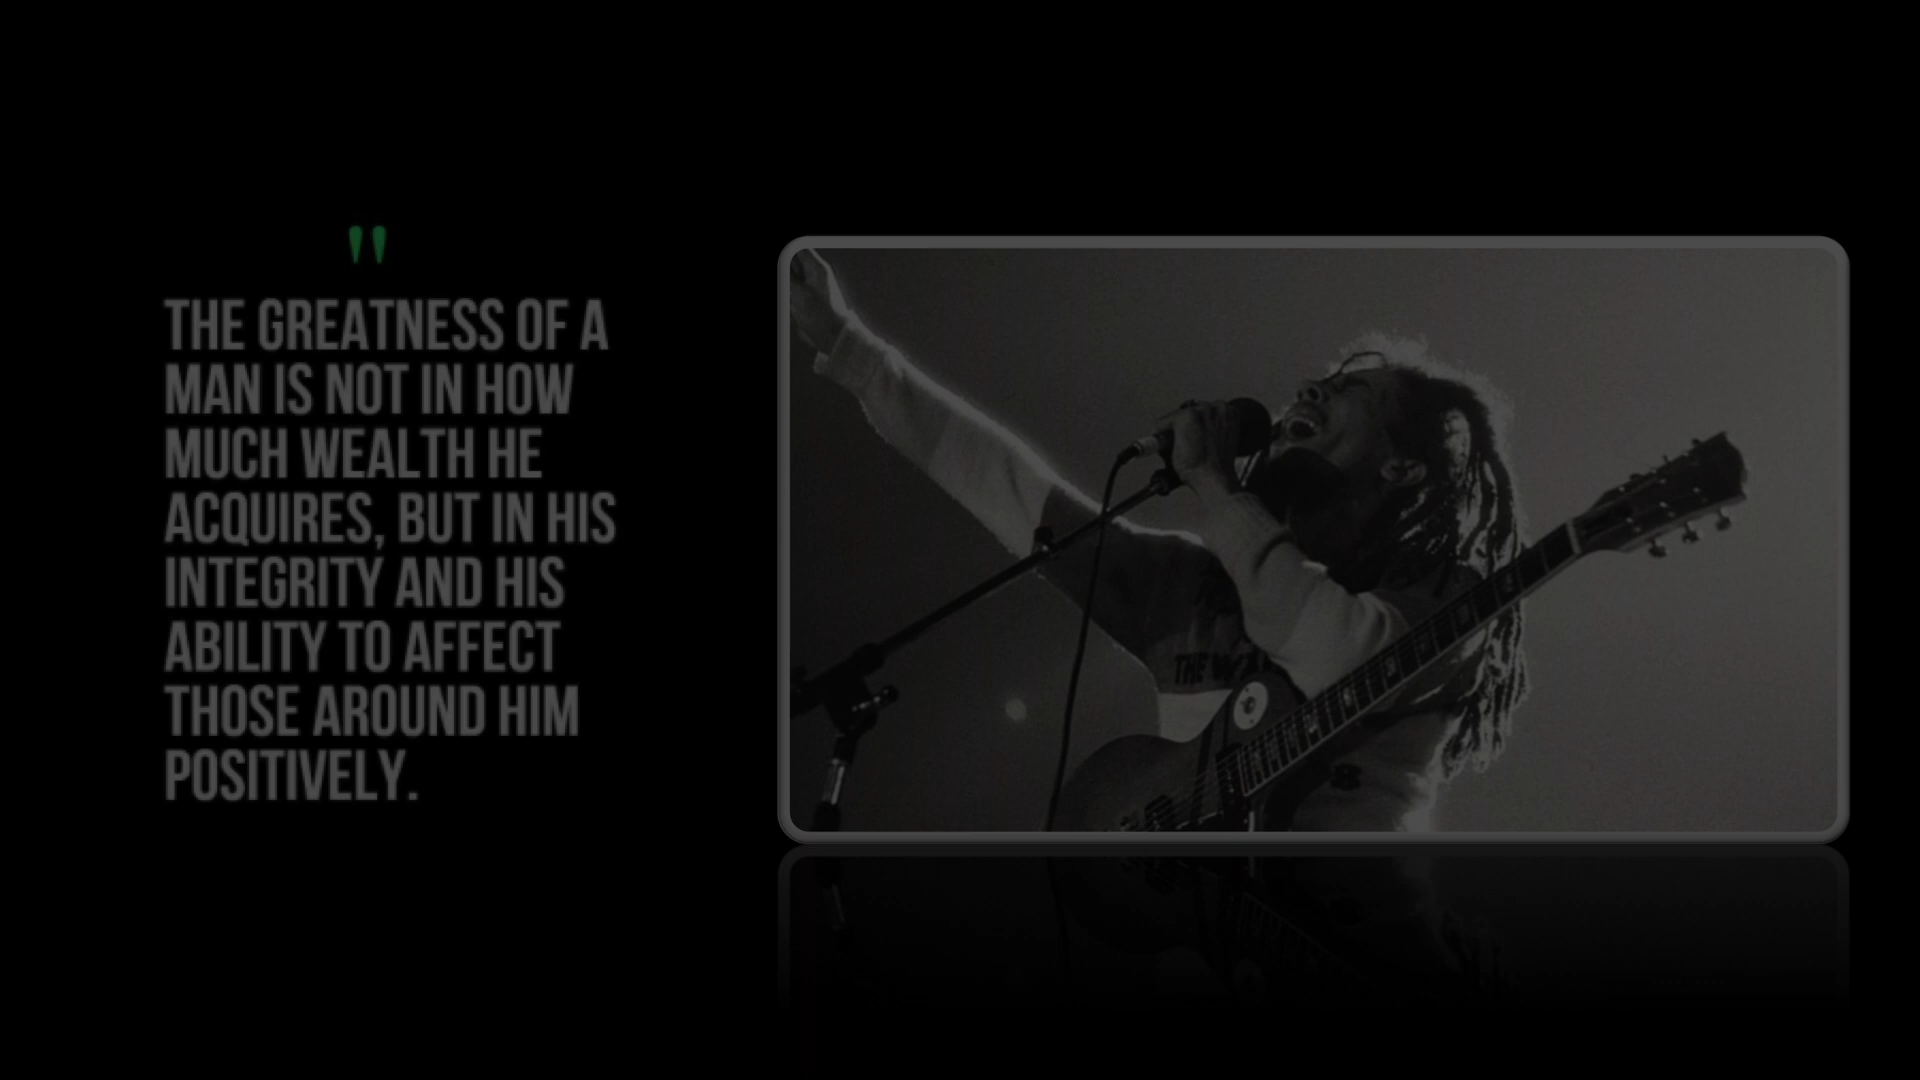 "
THE GREATNESS OF A
MAN IS NOT IN HOW
MUCH WEALTH HE
ACQUIRES, BUT IN HIS
INTEGRITY AND HIS
ABILITY TO AFFECT
THOSE AROUND HIM
POSITIVELY.
THE